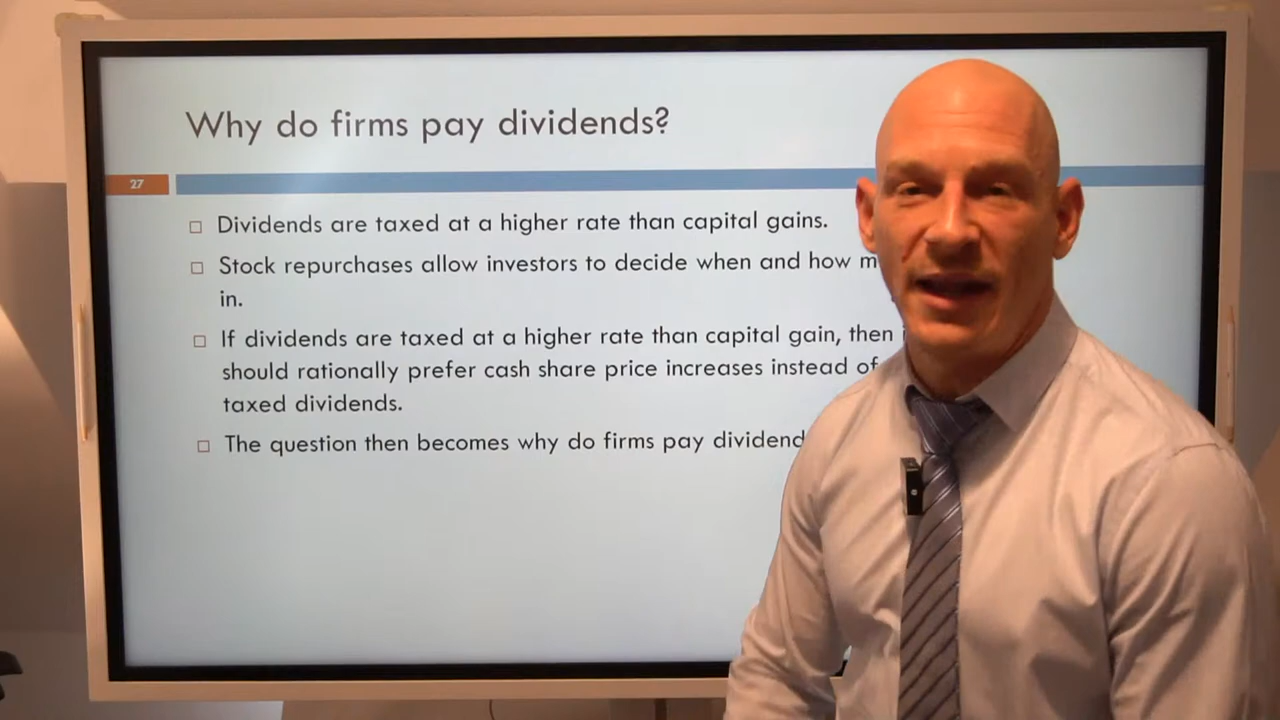 Why do firms pay dividends?
27
Dividends are taxed at a higher rate than capital gains.
Stock repurchases allow investors to decide when and how
in.
If dividends are taxed at a higher rate than capital gain, then
should rationally prefer cash share price increases instead of
taxed dividends.
The question then becomes why do firms pay dividend